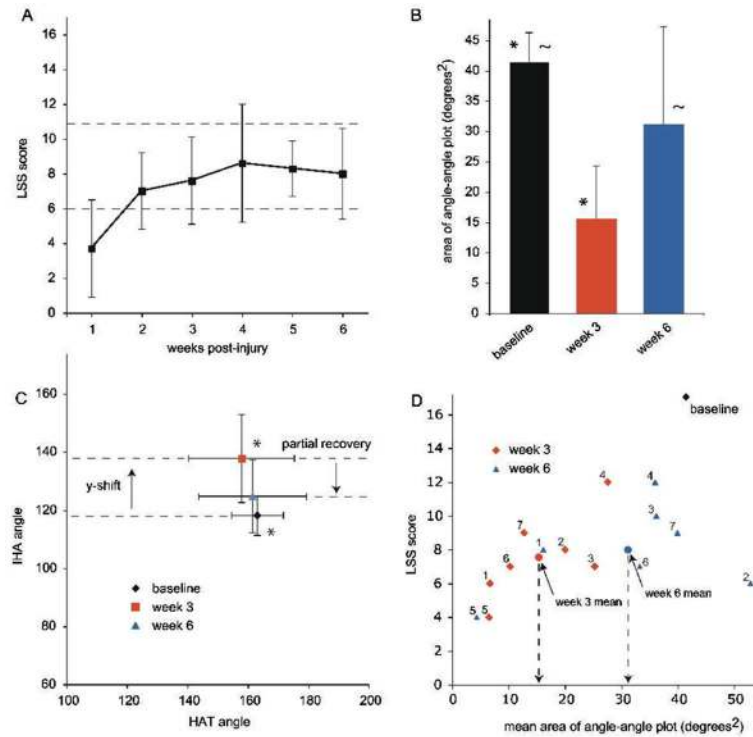 A
16
14
12
10
8
6
4
2
0
LSS score
1 2 3 4 5 6
weeks post-injury
B
45
40
35
30
25
20
15
10
5
0
area of angle-angle plot (degrees²)
* ~
*
~
baseline
week 3
week 6
C
160
140
120
100
80
60
IHA angle
*
partial recovery
y-shift
*
baseline
week 3
week 6
100 120 140 160 180 200
HAT angle
D
16
14
12
10
8
6
4
2
0
LSS score
baseline
week 3
week 6
4 4
3
7 7
1 2
6 3 6
1 2
5 5
week 3 mean
week 6 mean
0 10 20 30 40 50
mean area of angle-angle plot (degrees²)